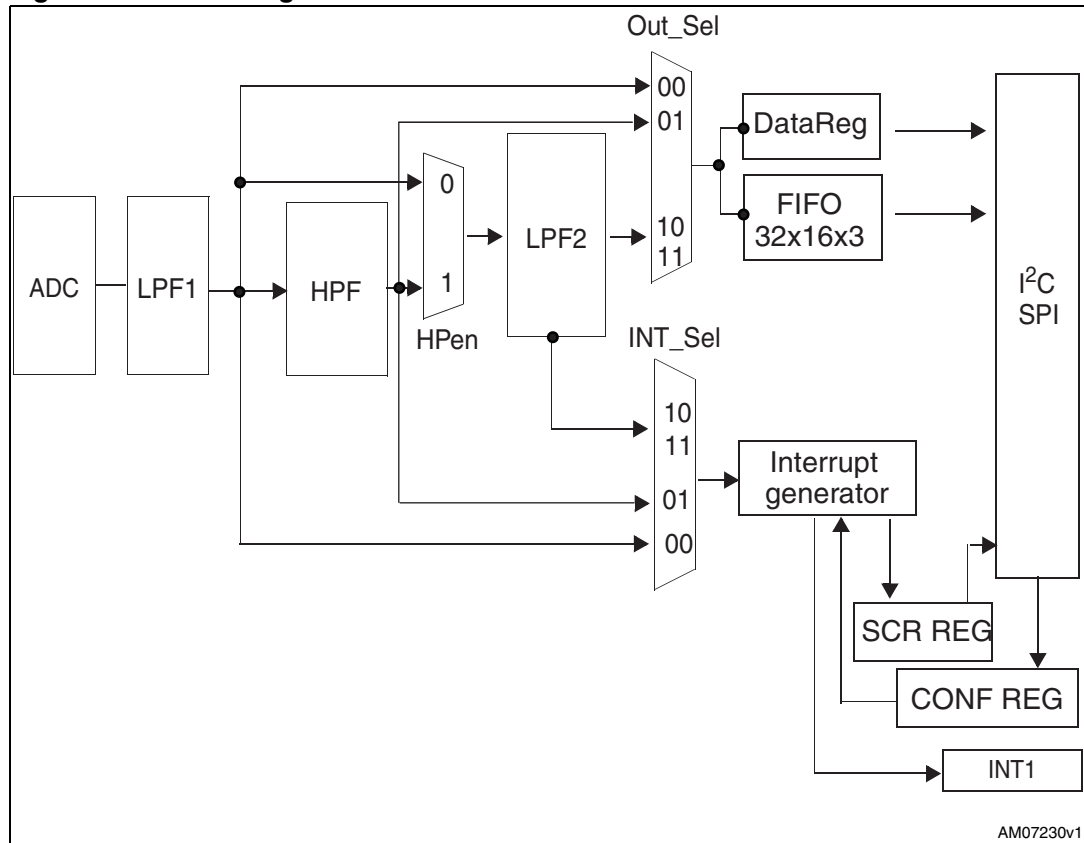 Out_Sel
00
01
10
11
DataReg
FIFO
32x16x3
I²C
SPI
ADC
LPF1
HPF
0
1
HPen
LPF2
INT_Sel
10
11
01
00
Interrupt
generator
SCR REG
CONF REG
INT1
AM07230v1